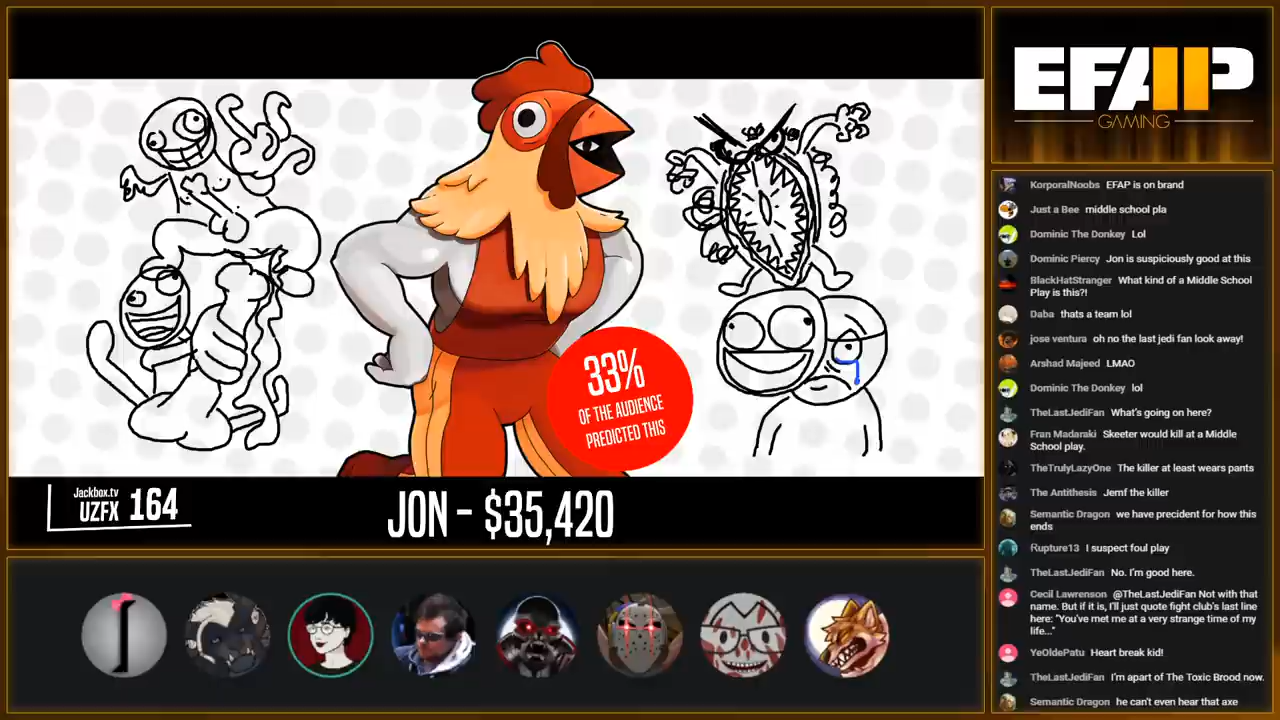 33%
OF THE AUDIENCE
PREDICTED THIS
Jackbox.tv
UZFX 164
JON - $35,420
EFAP
GAMING
KorporalNoobs EFAP is on brand
Just a Bee middle school pla
Dominic The Donkey Lol
Dominic Piercy Jon is suspiciously good at this
BlackHatStranger What kind of a Middle School
Play is this?!
Daba thats a team lol
jose ventura oh no the last jedi fan look away!
Arshad Majeed LMAO
Dominic The Donkey lol
TheLastJediFan What's going on here?
Fran Madaraki Skeeter would kill at a Middle
School play.
TheTrulyLazyOne The killer at least wears pants
The Antithesis Jemf the killer
Semantic Dragon we have precident for how this
ends
Rupture13 I suspect foul play
TheLastJediFan No. I'm good here.
Cecil Lawrenson @TheLastJediFan Not with that
name. But if it is, I'll just quote fight club's last line
here: "You've met me at a very strange time of my
life..."
YeOldePatu Heart break kid!
TheLastJediFan I'm apart of The Toxic Brood now.
Semantic Dragon he can't even hear that axe